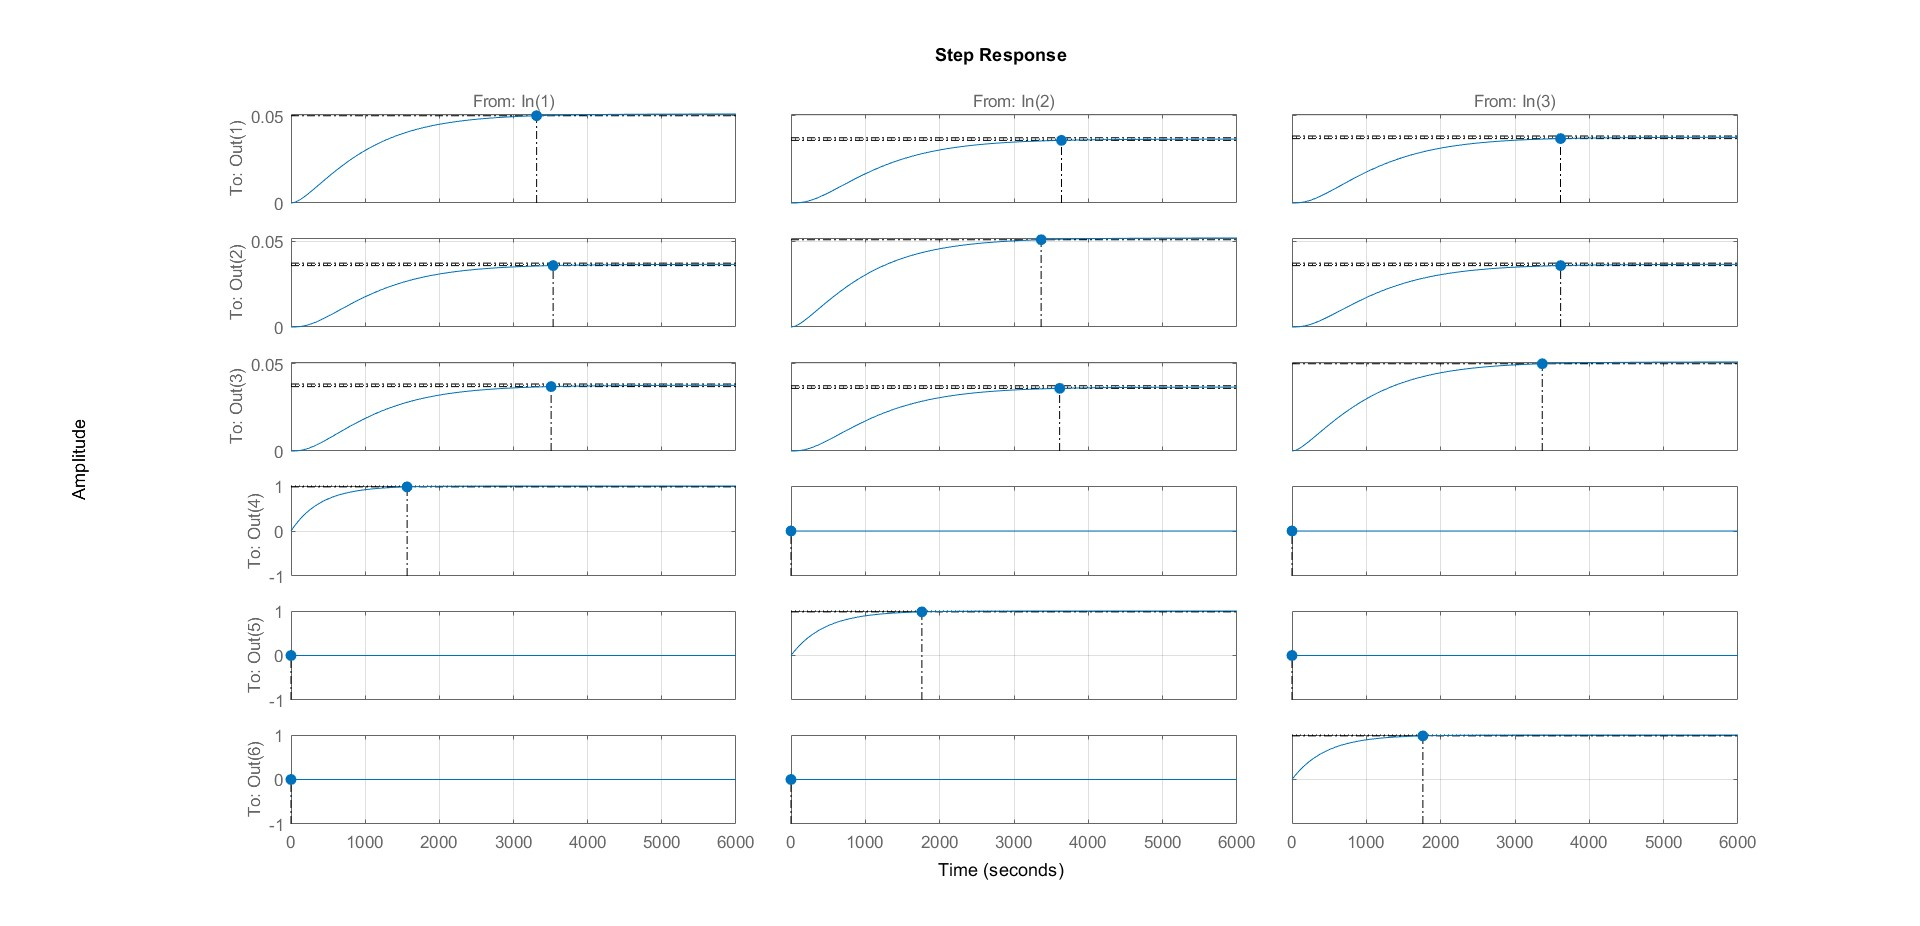 Step Response
From: In(1)
From: In(2)
From: In(3)
To: Out(1)
0.05
0
To: Out(2)
0.05
0
To: Out(3)
0.05
0
Amplitude
To: Out(4)
1
0
-1
To: Out(5)
1
0
-1
To: Out(6)
1
0
-1
0 1000 2000 3000 4000 5000 6000
0 1000 2000 3000 4000 5000 6000
0 1000 2000 3000 4000 5000 6000
Time (seconds)